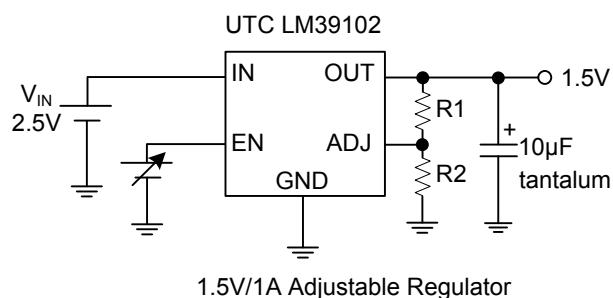 UTC LM39102
IN
OUT
1.5V
V_IN
2.5V
R1
EN
ADJ
+
10µF
tantalum
R2
GND
1.5V/1A Adjustable Regulator